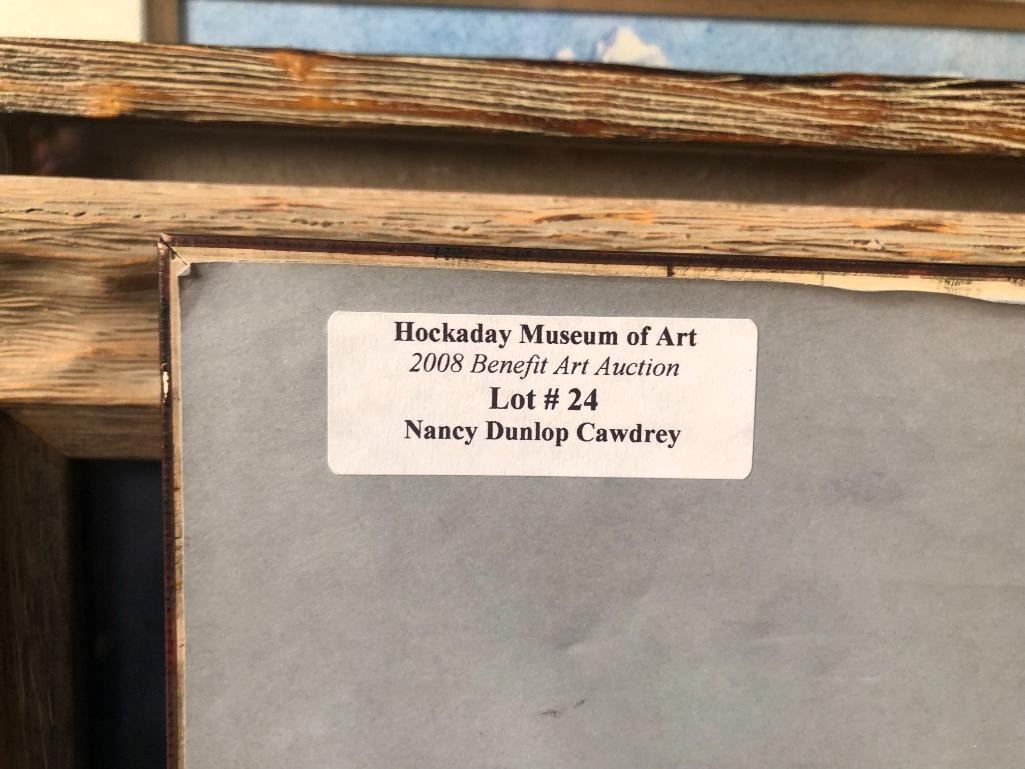 Hockaday Museum of Art
2008 Benefit Art Auction
Lot # 24
Nancy Dunlop Cawdrey